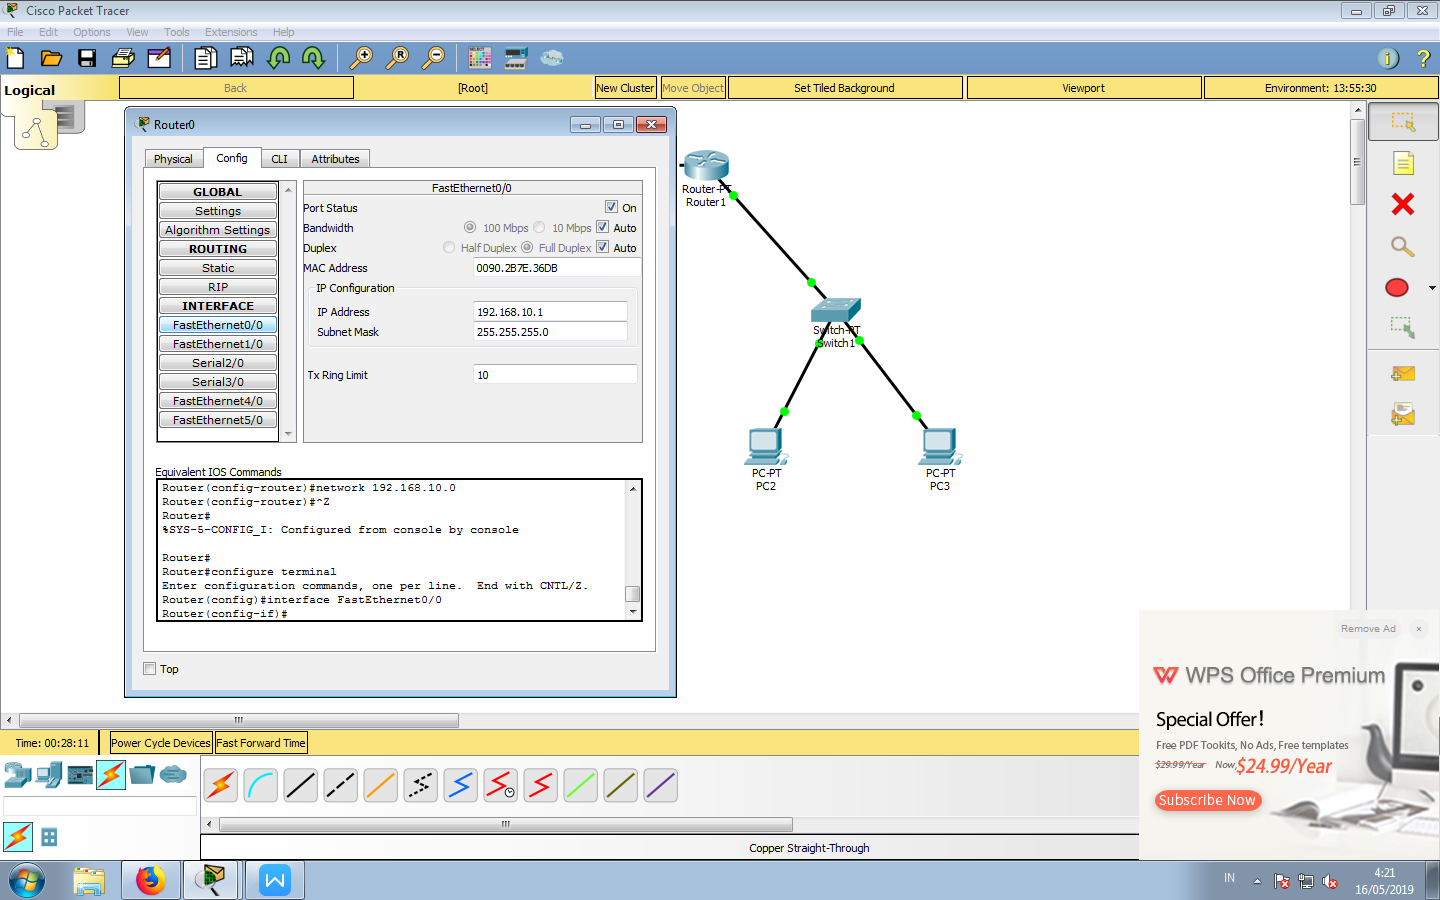 Cisco Packet Tracer
File Edit Options View Tools Extensions Help
Logical
Back
[Root]
New Cluster
Move Object
Set Tiled Background
Viewport
Environment: 13:55:30
Router0
Physical
Config
CLI
Attributes
GLOBAL
Settings
Algorithm Settings
ROUTING
Static
RIP
INTERFACE
FastEthernet0/0
FastEthernet1/0
Serial2/0
Serial3/0
FastEthernet4/0
FastEthernet5/0
FastEthernet0/0
Port Status
On
Bandwidth
100 Mbps
10 Mbps
Auto
Duplex
Half Duplex
Full Duplex
Auto
MAC Address
0090.2B7E.36DB
IP Configuration
IP Address
192.168.10.1
Subnet Mask
255.255.255.0
Tx Ring Limit
10
Equivalent IOS Commands
Router(config-router)#network 192.168.10.0
Router(config-router)#^Z
Router#
%SYS-5-CONFIG_I: Configured from console by console
Router#
Router#configure terminal
Enter configuration commands, one per line.  End with CNTL/Z.
Router(config)#interface FastEthernet0/0
Router(config-if)#
Top
Router-PT
Router1
Switch-PT
Switch1
PC-PT
PC2
PC-PT
PC3
Remove Ad ×
WPS Office Premium
Special Offer!
Free PDF Tookits, No Ads, Free templates
$29.99/Year Now,$24.99/Year
Subscribe Now
Time: 00:28:11
Power Cycle Devices
Fast Forward Time
Copper Straight-Through
IN
4:21
16/05/2019